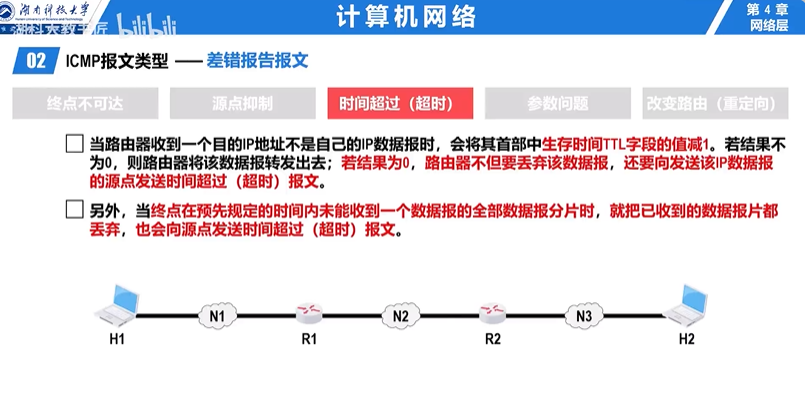 湖南科技大学
湖科大教书匠 bilibili
计算机网络
第 4 章
网络层
02 ICMP报文类型 —— 差错报告报文
终点不可达 源点抑制 时间超过（超时） 参数问题 改变路由（重定向）
当路由器收到一个目的IP地址不是自己的IP数据报时，会将其首部中生存时间TTL字段的值减1。若结果不
为0，则路由器将该数据报转发出去；若结果为0，路由器不但要丢弃该数据报，还要向发送该IP数据报
的源点发送时间超过（超时）报文。
另外，当终点在预先规定的时间内未能收到一个数据报的全部数据报分片时，就把已收到的数据报片都
丢弃，也会向源点发送时间超过（超时）报文。
N1 N2 N3
H1 R1 R2 H2